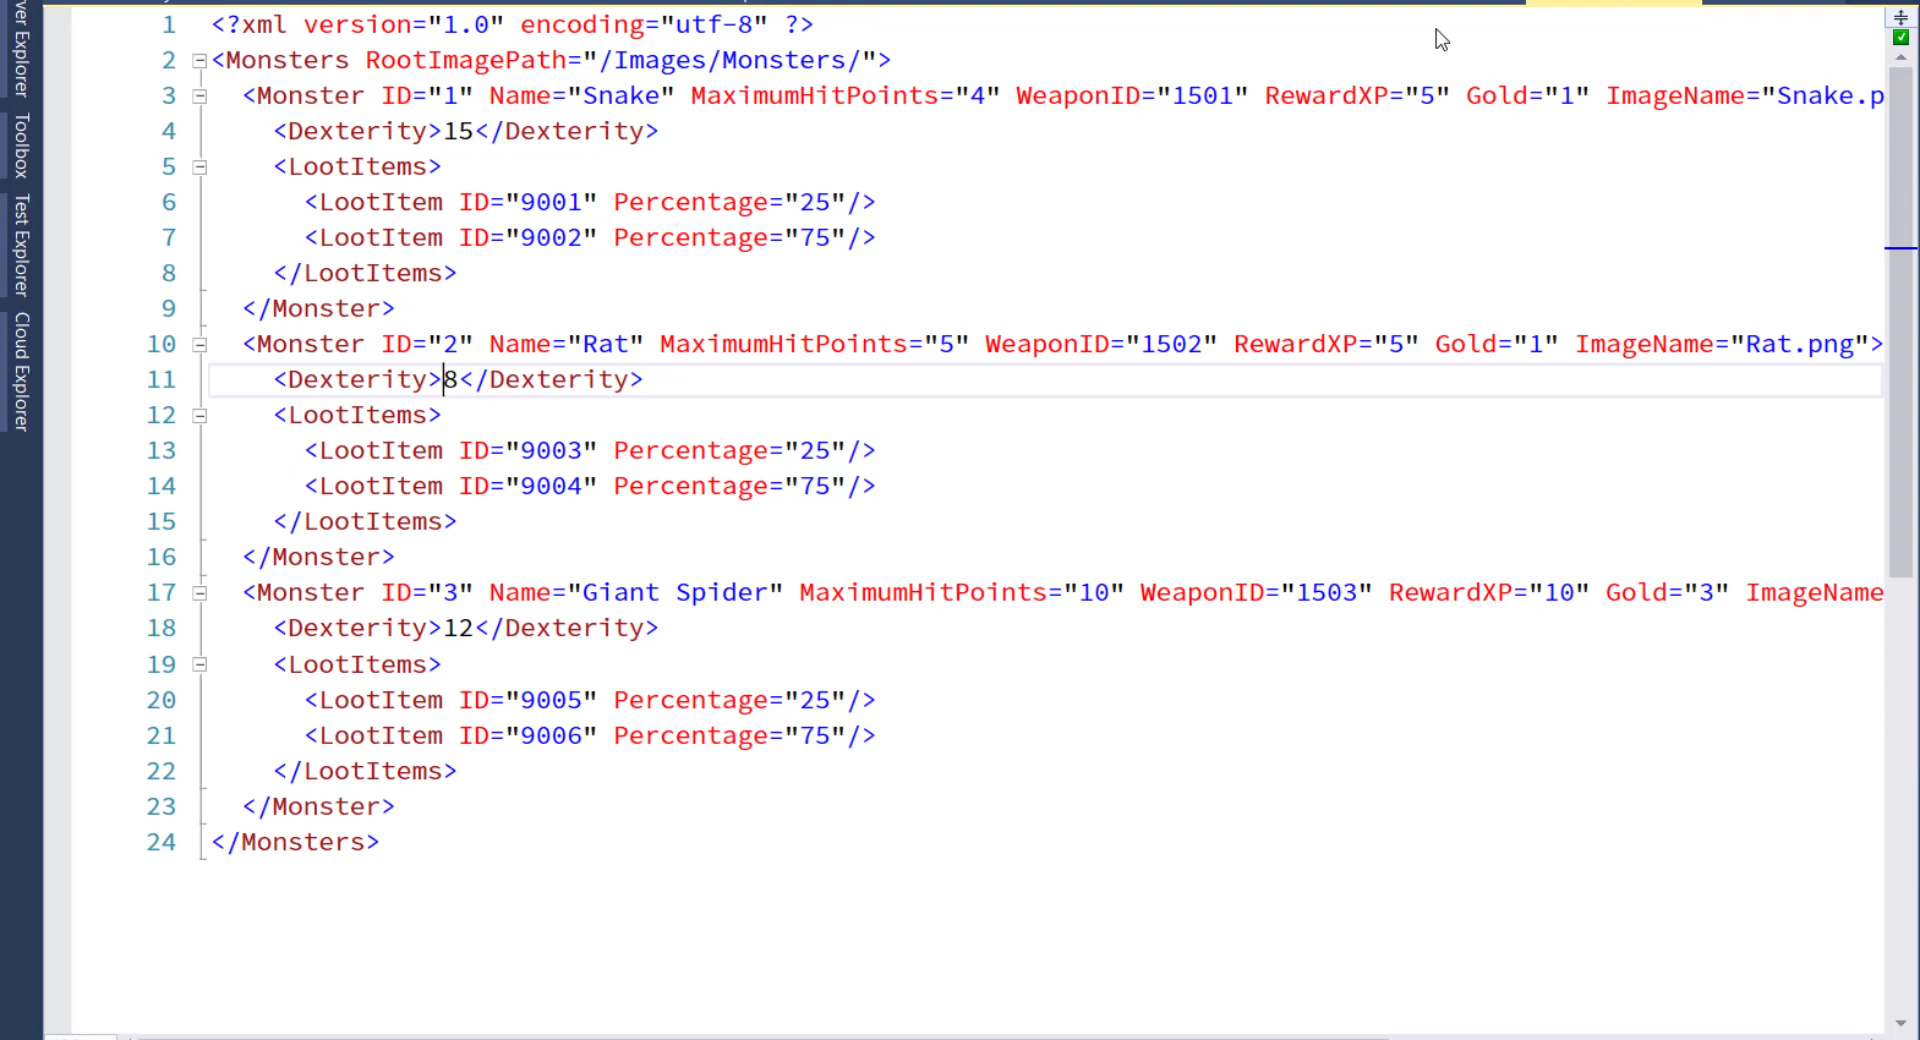 1 <?xml version="1.0" encoding="utf-8" ?>
2 <Monsters RootImagePath="/Images/Monsters/">
3 <Monster ID="1" Name="Snake" MaximumHitPoints="4" WeaponID="1501" RewardXP="5" Gold="1" ImageName="Snake.p
4 <Dexterity>15</Dexterity>
5 <LootItems>
6 <LootItem ID="9001" Percentage="25"/>
7 <LootItem ID="9002" Percentage="75"/>
8 </LootItems>
9 </Monster>
10 <Monster ID="2" Name="Rat" MaximumHitPoints="5" WeaponID="1502" RewardXP="5" Gold="1" ImageName="Rat.png">
11 <Dexterity>8</Dexterity>
12 <LootItems>
13 <LootItem ID="9003" Percentage="25"/>
14 <LootItem ID="9004" Percentage="75"/>
15 </LootItems>
16 </Monster>
17 <Monster ID="3" Name="Giant Spider" MaximumHitPoints="10" WeaponID="1503" RewardXP="10" Gold="3" ImageName
18 <Dexterity>12</Dexterity>
19 <LootItems>
20 <LootItem ID="9005" Percentage="25"/>
21 <LootItem ID="9006" Percentage="75"/>
22 </LootItems>
23 </Monster>
24 </Monsters>
ver Explorer
Toolbox
Test Explorer
Cloud Explorer